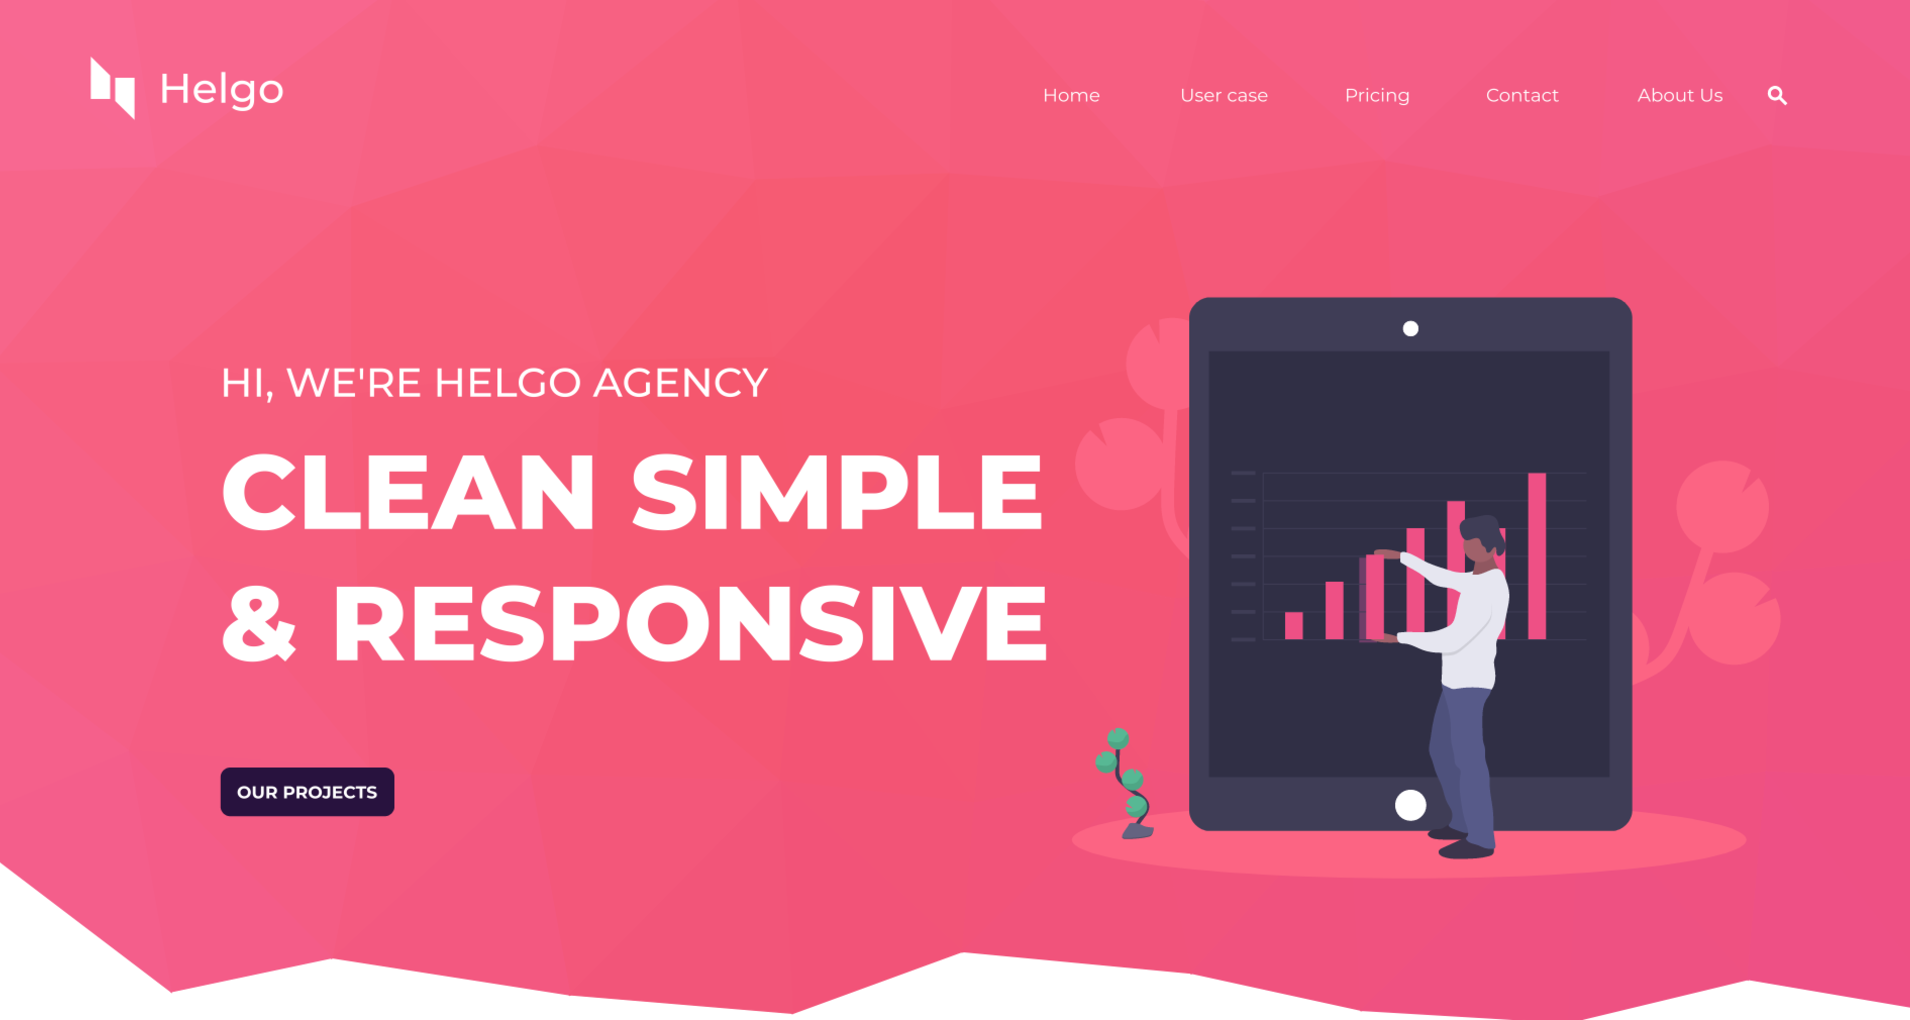 Helgo
Home User case Pricing Contact About Us
HI, WE'RE HELGO AGENCY
CLEAN SIMPLE
& RESPONSIVE
OUR PROJECTS